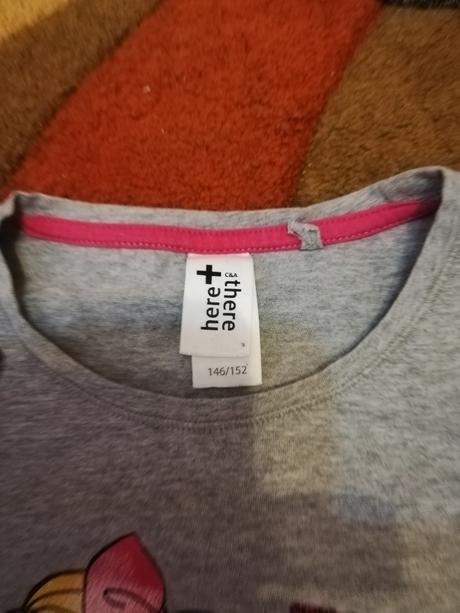 C&A
here + there
146/152